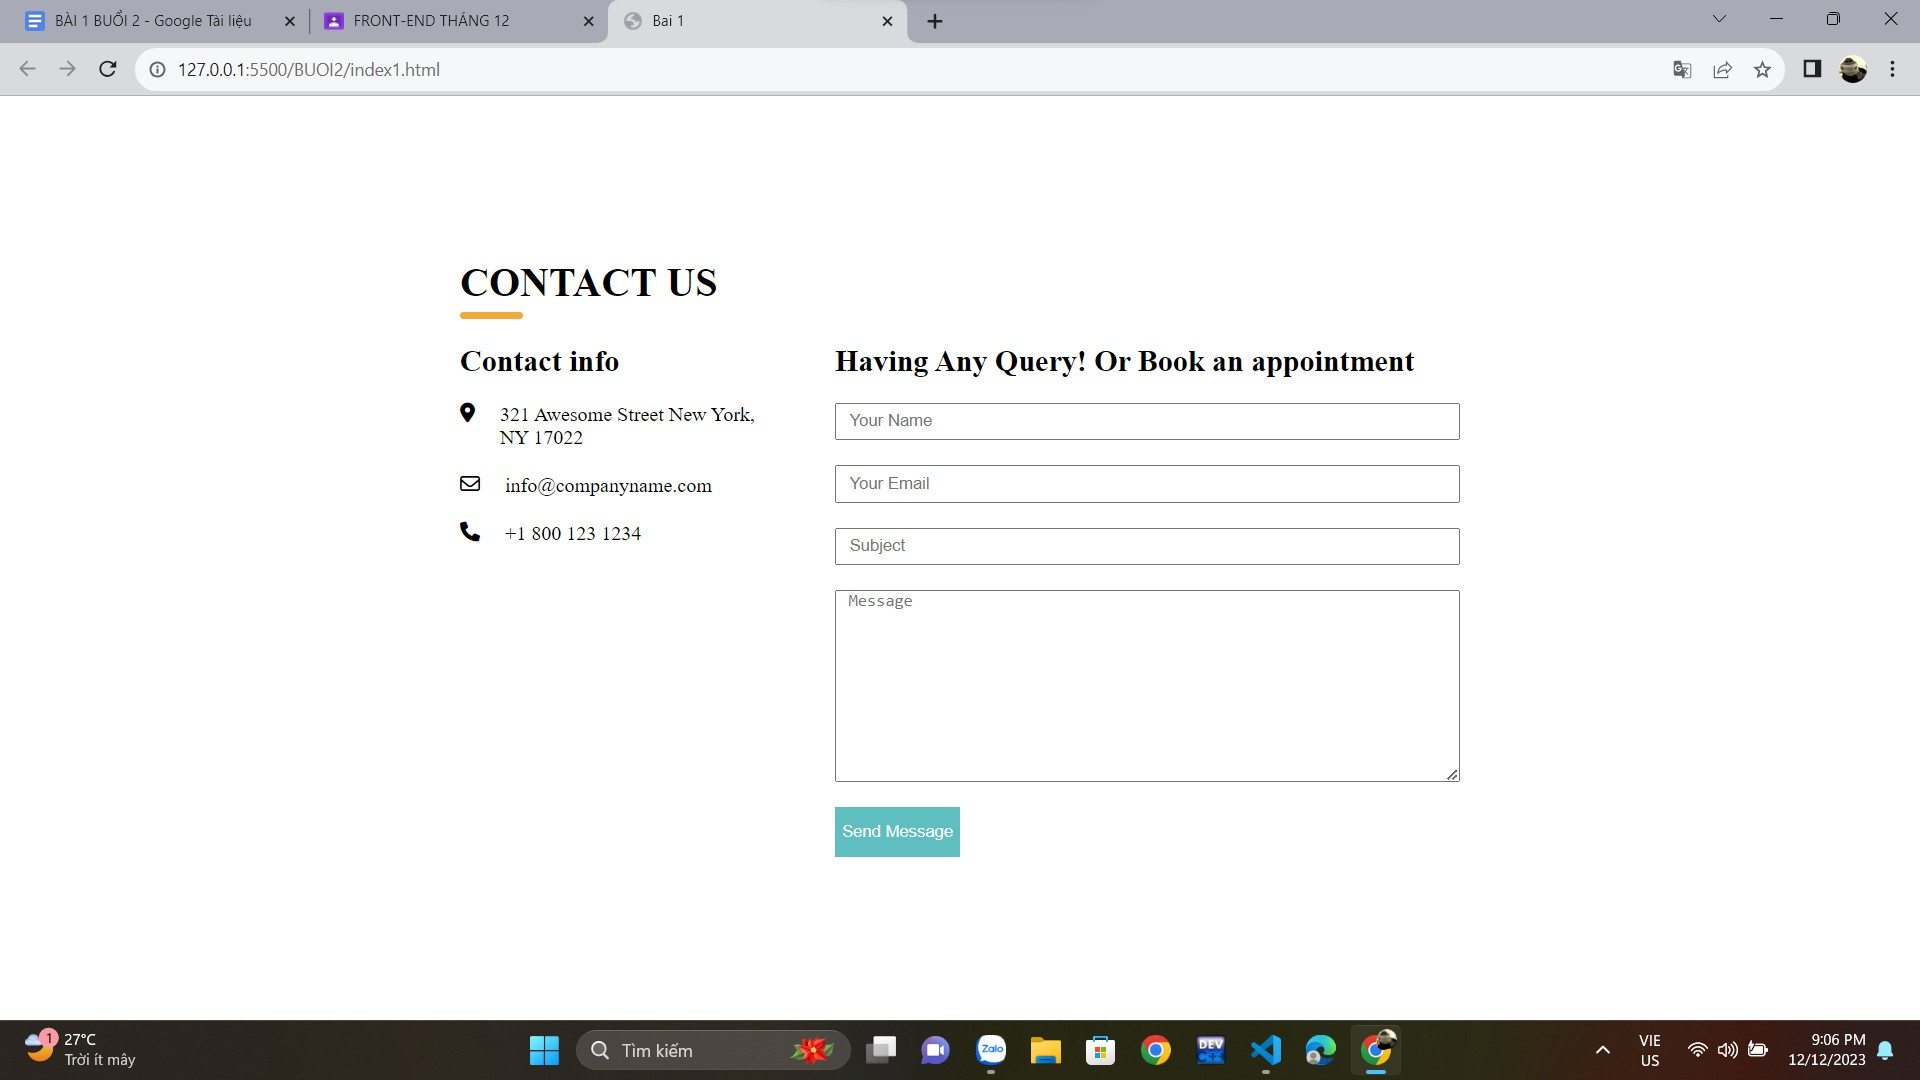 BÀI 1 BUỔI 2 - Google Tài liệu
FRONT-END THÁNG 12
Bai 1
127.0.0.1:5500/BUOI2/index1.html
CONTACT US
Contact info
321 Awesome Street New York,
NY 17022
info@companyname.com
+1 800 123 1234
Having Any Query! Or Book an appointment
Your Name
Your Email
Subject
Message
Send Message
1
27°C
Trời ít mây
Tìm kiếm
Zalo
DEV
C++
VIE
US
9:06 PM
12/12/2023